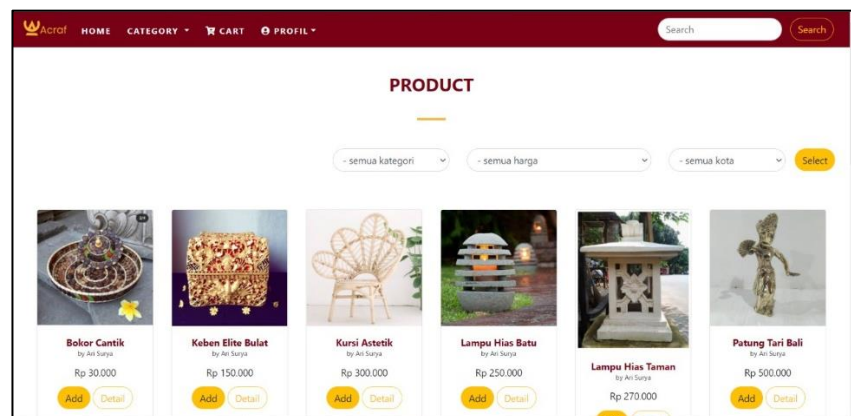 Acraf HOME CATEGORY CART PROFIL Search Search
PRODUCT
- semua kategori - semua harga - semua kota Select
Bokor Cantik
by Ari Surya
Rp 30.000
Add Detail
Keben Elite Bulat
by Ari Surya
Rp 150.000
Add Detail
Kursi Astetik
by Ari Surya
Rp 300.000
Add Detail
Lampu Hias Batu
by Ari Surya
Rp 250.000
Add Detail
Lampu Hias Taman
by Ari Surya
Rp 270.000
Patung Tari Bali
by Ari Surya
Rp 500.000
Add Detail